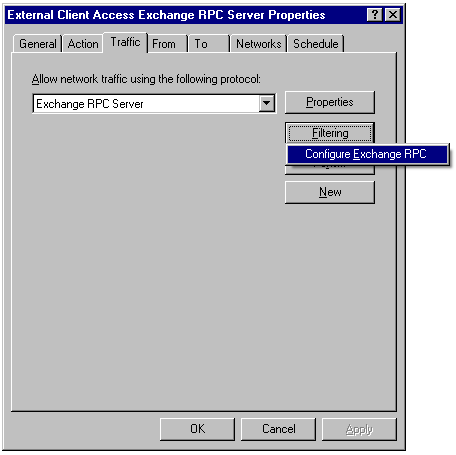 External Client Access Exchange RPC Server Properties
General Action Traffic From To Networks Schedule
Allow network traffic using the following protocol:
Exchange RPC Server
Properties
Filtering
Configure Exchange RPC
New
OK Cancel Apply